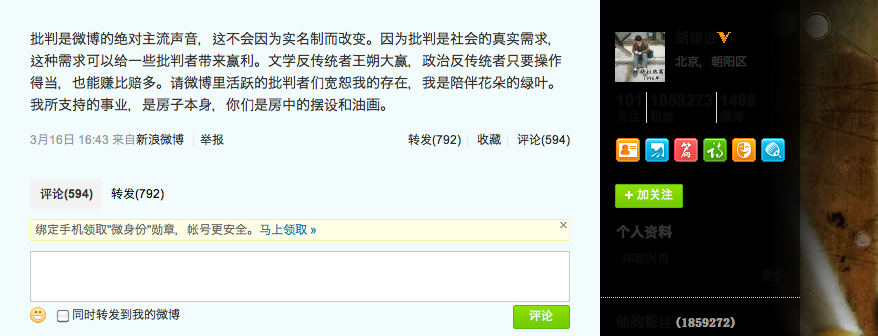 批判是微博的绝对主流声音，这不会因为实名制而改变。因为批判是社会的真实需求，
这种需求可以给一些批判者带来赢利。文学反传统者王朔大赢，政治反传统者只要操作
得当，也能赚比赔多。请微博里活跃的批判者们宽恕我的存在，我是陪伴花朵的绿叶。
我所支持的事业，是房子本身，你们是房中的摆设和油画。
3月16日 16:43 来自新浪微博 | 举报 转发(792) | 收藏 | 评论(594)
评论(594) 转发(792)
绑定手机领取"微身份"勋章，帐号更安全。马上领取 » ×
同时转发到我的微博
评论
北京，朝阳区
101 1859273 1498
关注 粉丝 微博
+ 加关注
个人资料
环球时报
更多
他的粉丝 (1859272)